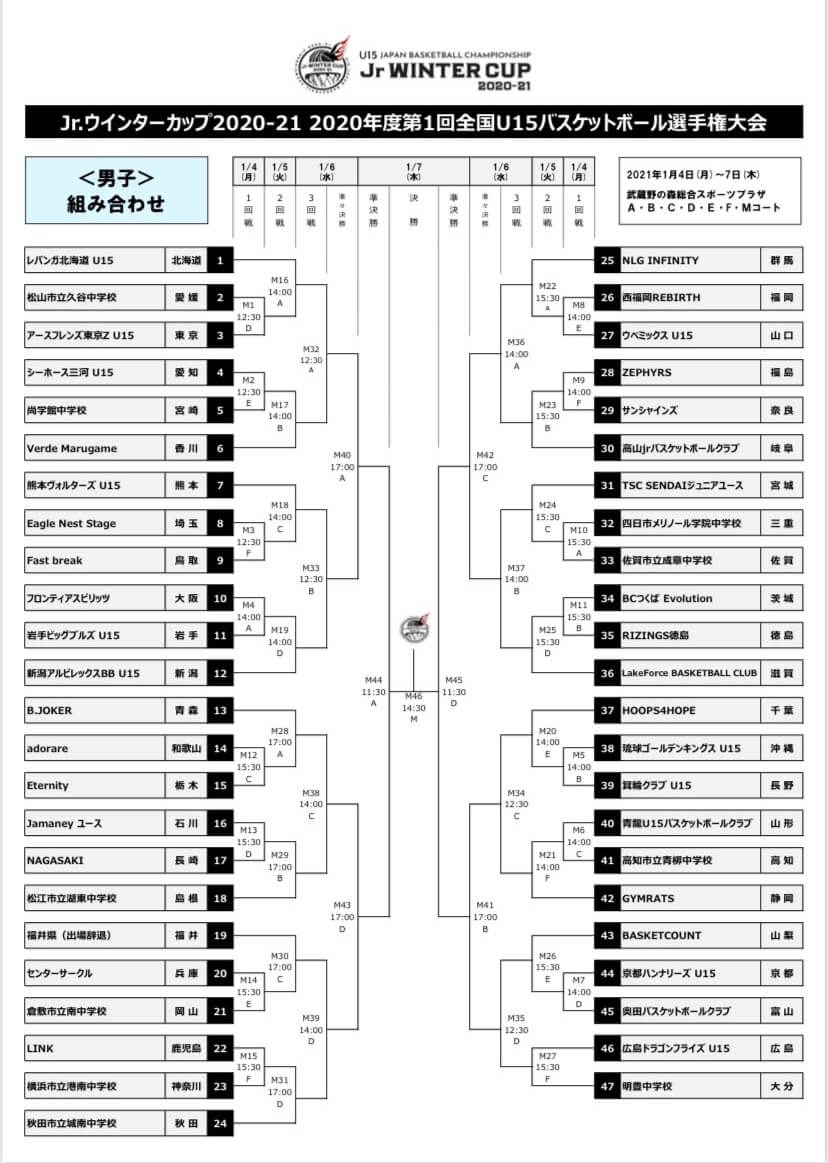 U15 JAPAN BASKETBALL CHAMPIONSHIP
Jr WINTER CUP
2020-21
Jr.ウインターカップ2020-21 2020年度第1回全国U15バスケットボール選手権大会
＜男子＞
組み合わせ
1/4 (月) 1/5 (火) 1/6 (水) 1/7 (木) 1/6 (水) 1/5 (火) 1/4 (月)
1回戦 2回戦 3回戦 準々決勝 準決勝 決勝 準決勝 準々決勝 3回戦 2回戦 1回戦
2021年1月4日(月)～7日(木)
武蔵野の森総合スポーツプラザ
A・B・C・D・E・F・Mコート
レバンガ北海道 U15 北海道 1
松山市立久谷中学校 愛媛 2
アースフレンズ東京Z U15 東京 3
シーホース三河 U15 愛知 4
尚学館中学校 宮崎 5
Verde Marugame 香川 6
熊本ヴォルターズ U15 熊本 7
Eagle Nest Stage 埼玉 8
Fast break 鳥取 9
フロンティアスピリッツ 大阪 10
岩手ビッグブルズ U15 岩手 11
新潟アルビレックスBB U15 新潟 12
B.JOKER 青森 13
adorare 和歌山 14
Eternity 栃木 15
Jamaney ユース 石川 16
NAGASAKI 長崎 17
松江市立湖東中学校 島根 18
福井県（出場辞退） 福井 19
センターサークル 兵庫 20
倉敷市立南中学校 岡山 21
LINK 鹿児島 22
横浜市立港南中学校 神奈川 23
秋田市立城南中学校 秋田 24
M1 12:30 D
M2 12:30 E
M3 12:30 F
M4 14:00 A
M12 15:30 C
M13 15:30 D
M14 15:30 E
M15 15:30 F
M16 14:00 A
M17 14:00 B
M18 14:00 C
M19 14:00 D
M28 17:00 A
M29 17:00 B
M30 17:00 C
M31 17:00 D
M32 12:30 A
M33 12:30 B
M38 14:00 C
M39 14:00 D
M40 17:00 A
M43 17:00 D
M44 11:30 A
M46 14:30 M
M45 11:30 D
M42 17:00 C
M41 17:00 B
M36 14:00 A
M37 14:00 B
M34 12:30 C
M35 12:30 D
M22 15:30 A
M23 15:30 B
M24 15:30 C
M25 15:30 D
M20 14:00 E
M21 14:00 F
M26 15:30 E
M27 15:30 F
M8 14:00 E
M9 14:00 F
M10 15:30 A
M11 15:30 B
M5 14:00 B
M6 14:00 C
M7 14:00 D
25 NLG INFINITY 群馬
26 西福岡REBIRTH 福岡
27 ウベミックス U15 山口
28 ZEPHYRS 福島
29 サンシャインズ 奈良
30 高山jrバスケットボールクラブ 岐阜
31 TSC SENDAIジュニアユース 宮城
32 四日市メリノール学院中学校 三重
33 佐賀市立成章中学校 佐賀
34 BCつくば Evolution 茨城
35 RIZINGS徳島 徳島
36 LakeForce BASKETBALL CLUB 滋賀
37 HOOPS4HOPE 千葉
38 琉球ゴールデンキングス U15 沖縄
39 箕輪クラブ U15 長野
40 青龍U15バスケットボールクラブ 山形
41 高知市立青柳中学校 高知
42 GYMRATS 静岡
43 BASKETCOUNT 山梨
44 京都ハンナリーズ U15 京都
45 奥田バスケットボールクラブ 富山
46 広島ドラゴンフライズ U15 広島
47 明豊中学校 大分